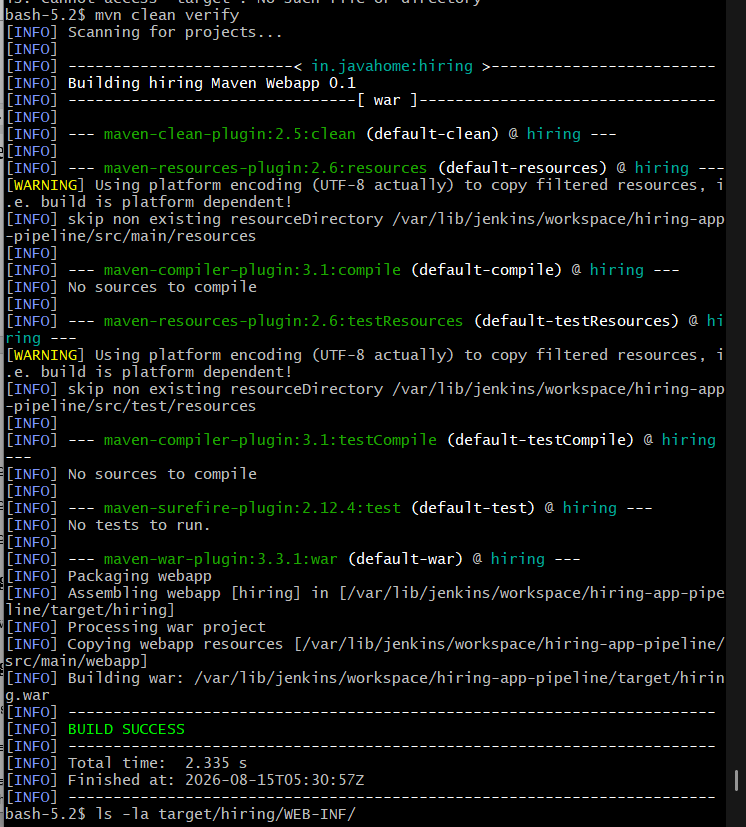 ls: cannot access 'target': No such file or directory
bash-5.2$ mvn clean verify
[INFO] Scanning for projects...
[INFO]
[INFO] -------------------------< in.javahome:hiring >-------------------------
[INFO] Building hiring Maven Webapp 0.1
[INFO] --------------------------------[ war ]---------------------------------
[INFO]
[INFO] --- maven-clean-plugin:2.5:clean (default-clean) @ hiring ---
[INFO]
[INFO] --- maven-resources-plugin:2.6:resources (default-resources) @ hiring ---
[WARNING] Using platform encoding (UTF-8 actually) to copy filtered resources, i
.e. build is platform dependent!
[INFO] skip non existing resourceDirectory /var/lib/jenkins/workspace/hiring-app
-pipeline/src/main/resources
[INFO]
[INFO] --- maven-compiler-plugin:3.1:compile (default-compile) @ hiring ---
[INFO] No sources to compile
[INFO]
[INFO] --- maven-resources-plugin:2.6:testResources (default-testResources) @ hi
ring ---
[WARNING] Using platform encoding (UTF-8 actually) to copy filtered resources, i
.e. build is platform dependent!
[INFO] skip non existing resourceDirectory /var/lib/jenkins/workspace/hiring-app
-pipeline/src/test/resources
[INFO]
[INFO] --- maven-compiler-plugin:3.1:testCompile (default-testCompile) @ hiring
---
[INFO] No sources to compile
[INFO]
[INFO] --- maven-surefire-plugin:2.12.4:test (default-test) @ hiring ---
[INFO] No tests to run.
[INFO]
[INFO] --- maven-war-plugin:3.3.1:war (default-war) @ hiring ---
[INFO] Packaging webapp
[INFO] Assembling webapp [hiring] in [/var/lib/jenkins/workspace/hiring-app-pipe
line/target/hiring]
[INFO] Processing war project
[INFO] Copying webapp resources [/var/lib/jenkins/workspace/hiring-app-pipeline/
src/main/webapp]
[INFO] Building war: /var/lib/jenkins/workspace/hiring-app-pipeline/target/hirin
g.war
[INFO] ------------------------------------------------------------------------
[INFO] BUILD SUCCESS
[INFO] ------------------------------------------------------------------------
[INFO] Total time:  2.335 s
[INFO] Finished at: 2026-08-15T05:30:57Z
[INFO] ------------------------------------------------------------------------
bash-5.2$ ls -la target/hiring/WEB-INF/